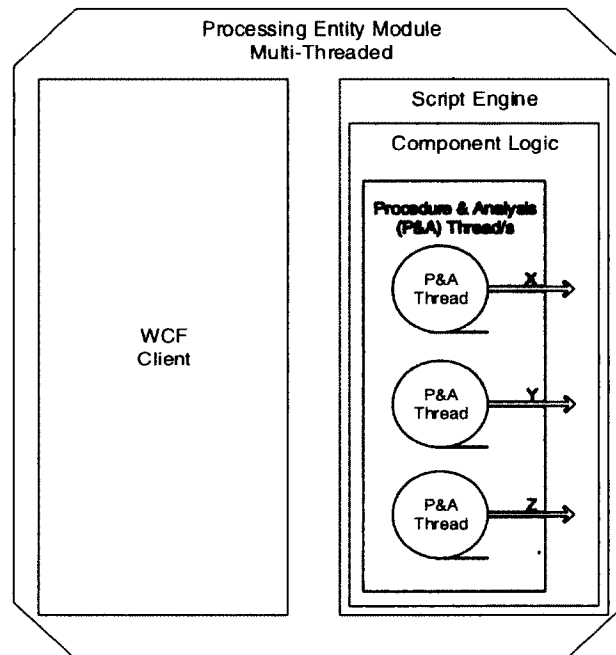 Processing Entity Module
Multi-Threaded
WCF
Client
Script Engine
Component Logic
Procedure & Analysis
(P&A) Thread/s
P&A
Thread
X
P&A
Thread
Y
P&A
Thread
Z